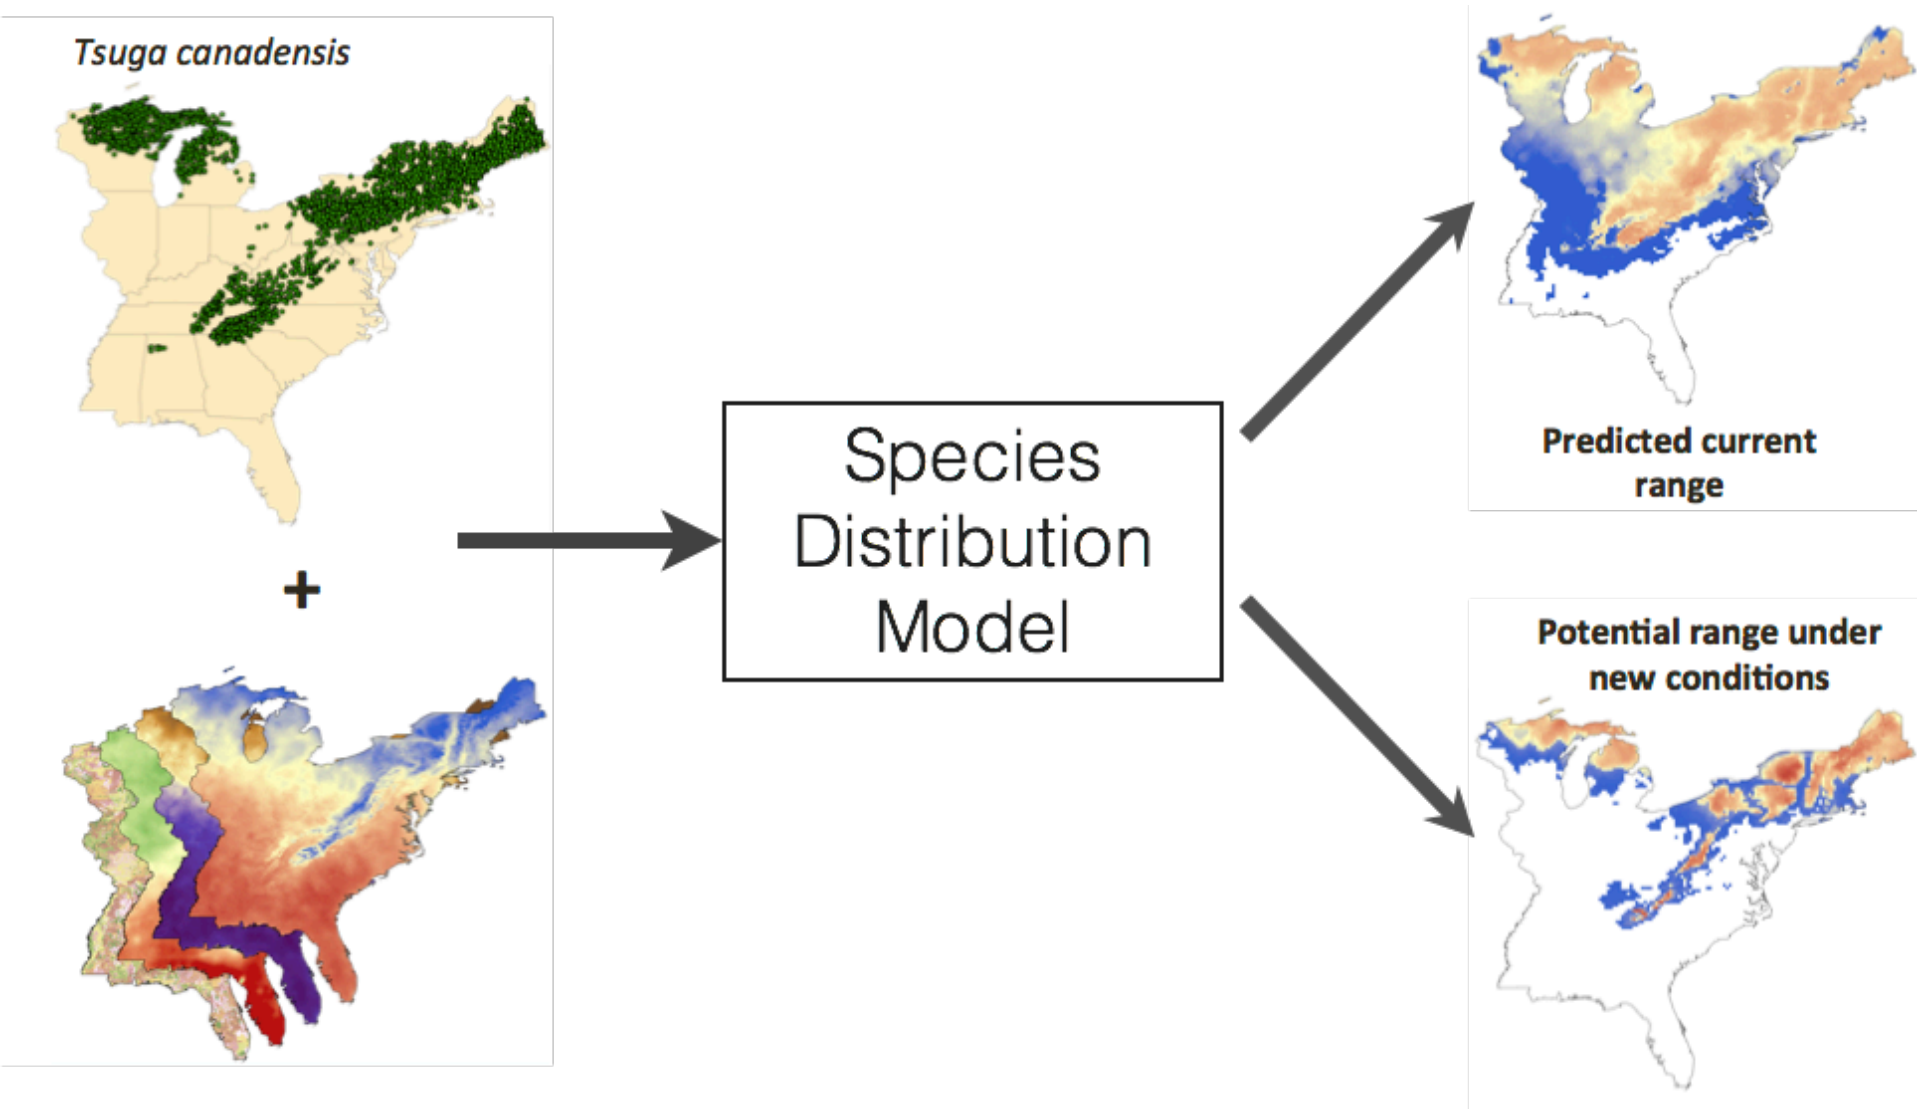 Tsuga canadensis
+
Species
Distribution
Model
Predicted current
range
Potential range under
new conditions